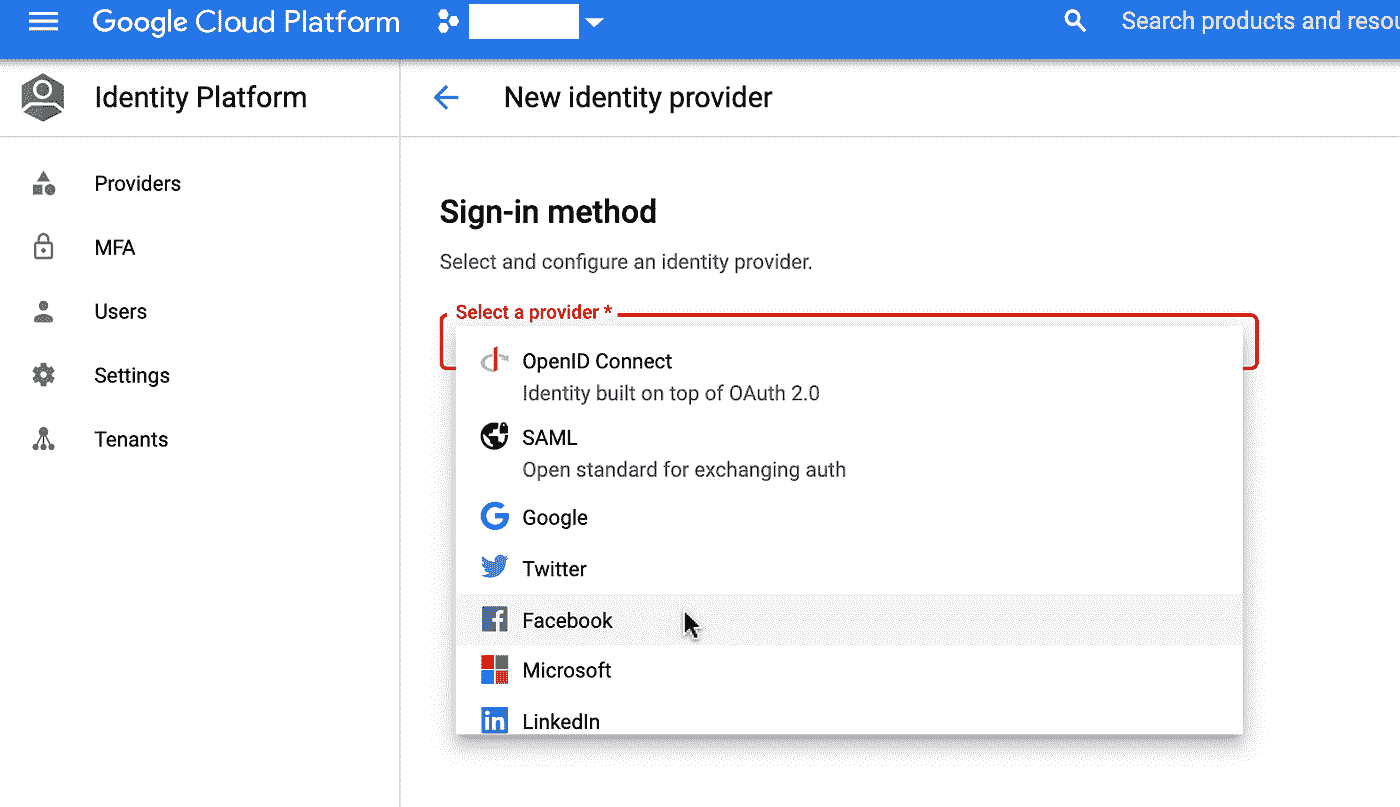 Google Cloud Platform
Search products and resou
Identity Platform
New identity provider
Providers
MFA
Users
Settings
Tenants
Sign-in method
Select and configure an identity provider.
Select a provider *
OpenID Connect
Identity built on top of OAuth 2.0
SAML
Open standard for exchanging auth
Google
Twitter
Facebook
Microsoft
LinkedIn